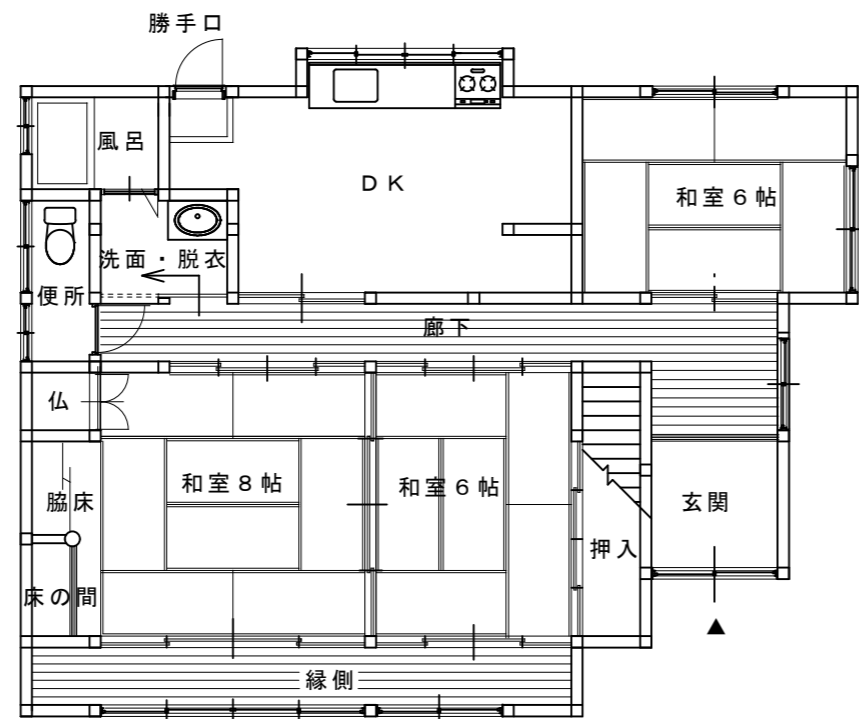 勝手口
風呂
DK
和室6帖
洗面・脱衣
便所
廊下
仏
和室8帖
和室6帖
脇床
玄関
押入
床の間
縁側